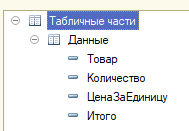 Табличные части
Данные
Товар
Количество
ЦенаЗаЕдиницу
Итого